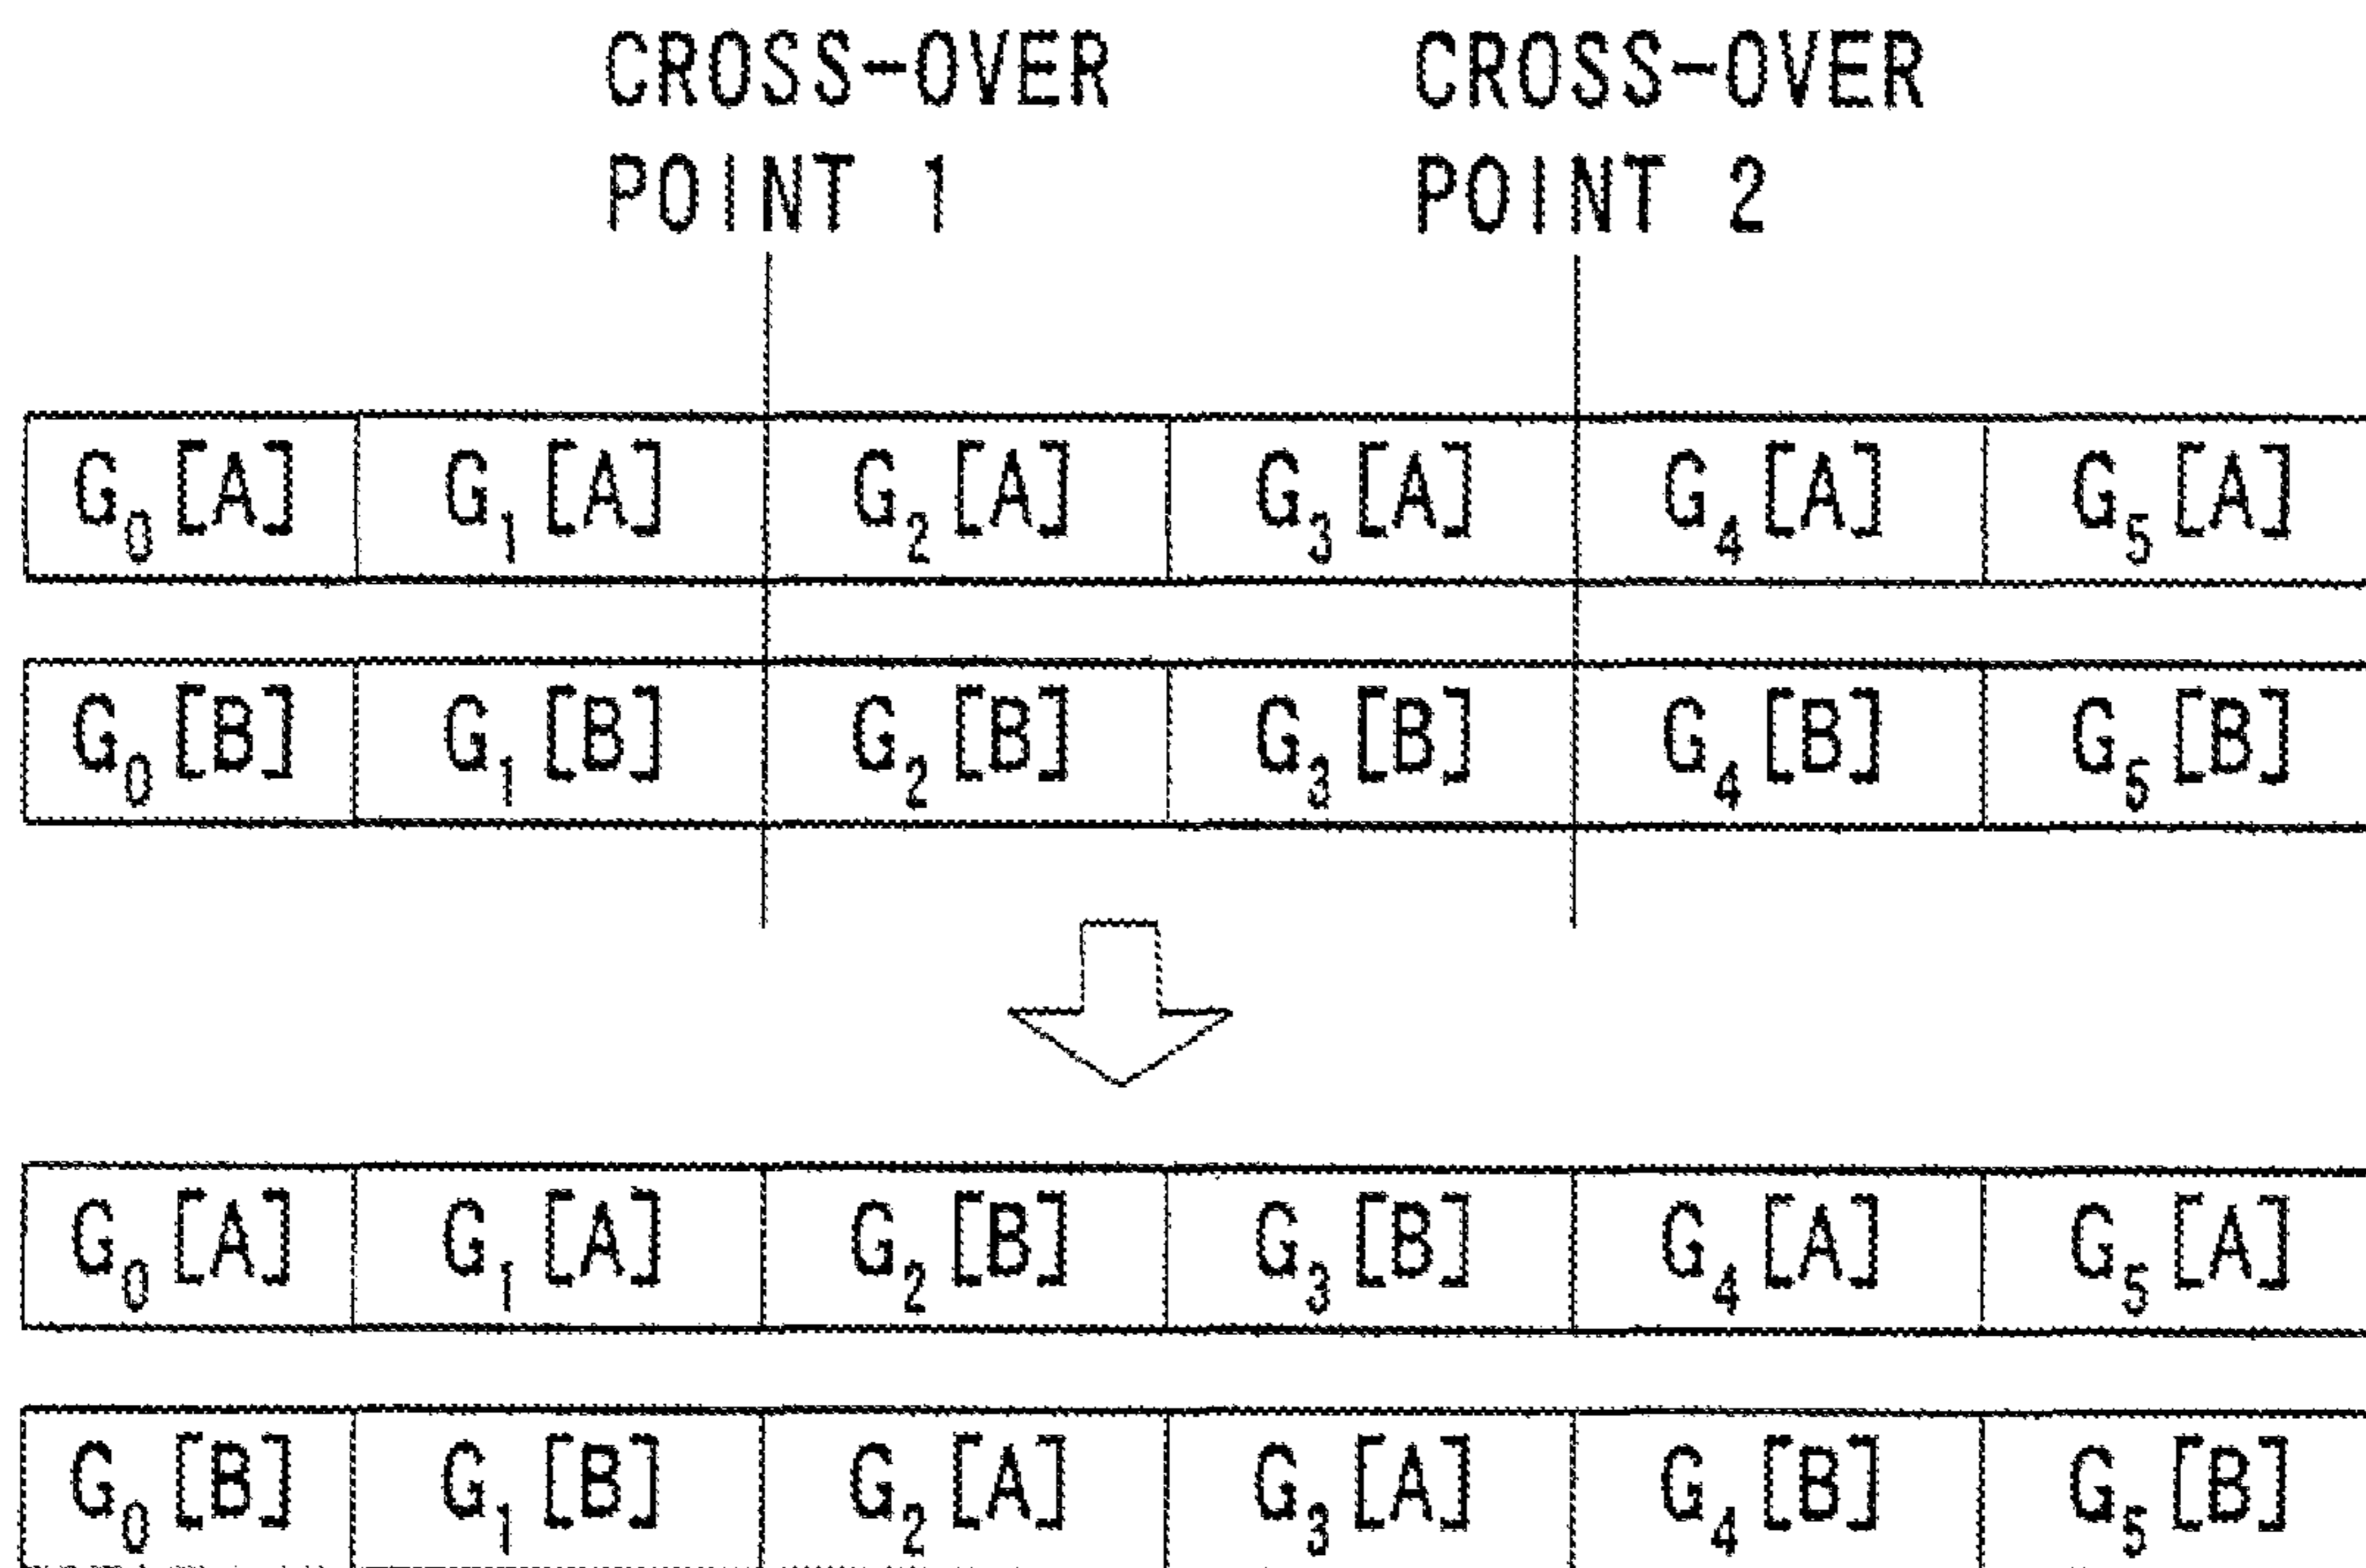 CROSS-OVER POINT 1
CROSS-OVER POINT 2
G₀[A] G₁[A] G₂[A] G₃[A] G₄[A] G₅[A]
G₀[B] G₁[B] G₂[B] G₃[B] G₄[B] G₅[B]
G₀[A] G₁[A] G₂[B] G₃[B] G₄[A] G₅[A]
G₀[B] G₁[B] G₂[A] G₃[A] G₄[B] G₅[B]